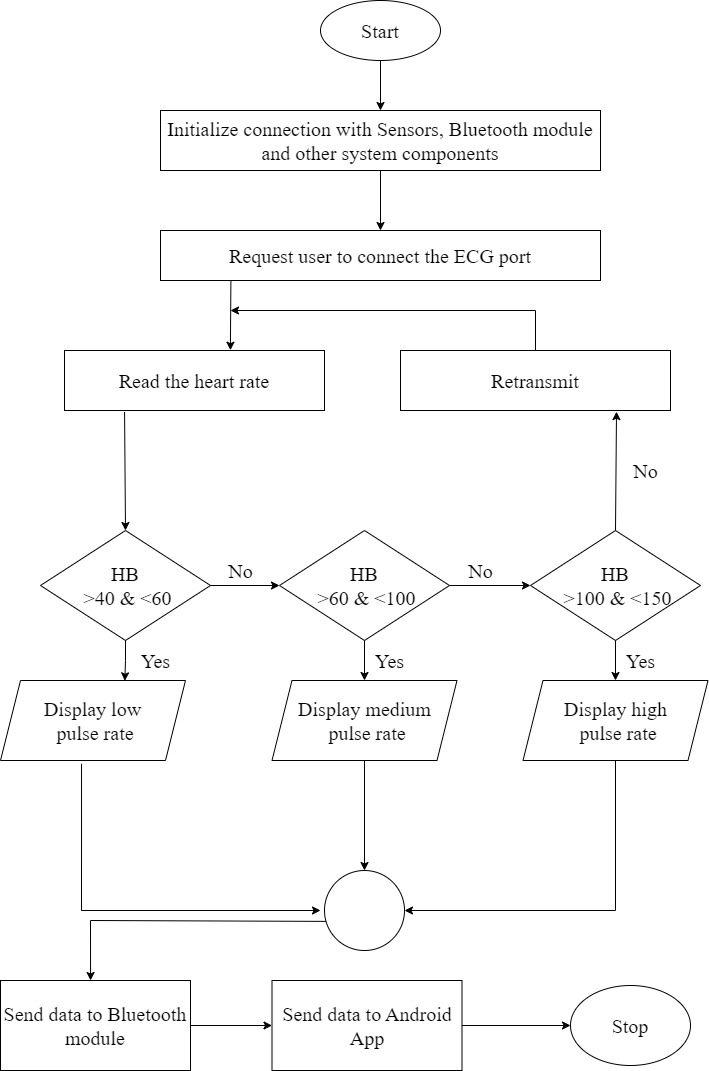 Start
Initialize connection with Sensors, Bluetooth module
and other system components
Request user to connect the ECG port
Read the heart rate
Retransmit
No
HB
>40 & <60
No
HB
>60 & <100
No
HB
>100 & <150
Yes
Yes
Yes
Display low
pulse rate
Display medium
pulse rate
Display high
pulse rate
Send data to Bluetooth
module
Send data to Android
App
Stop